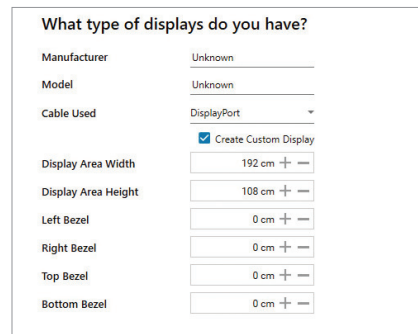 What type of displays do you have?
Manufacturer Unknown
Model Unknown
Cable Used DisplayPort
Create Custom Display
Display Area Width 192 cm
Display Area Height 108 cm
Left Bezel 0 cm
Right Bezel 0 cm
Top Bezel 0 cm
Bottom Bezel 0 cm